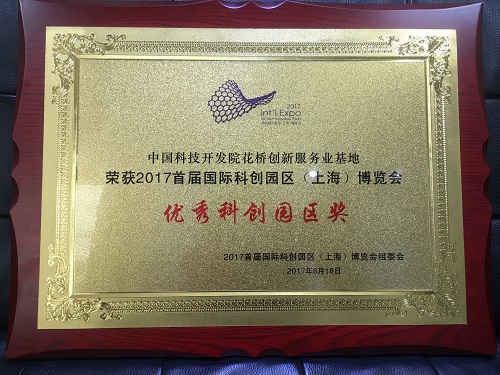 2017
Int'l Expo
中国科技开发院花桥创新服务业基地
荣获2017首届国际科创园区（上海）博览会
优秀科创园区奖
2017首届国际科创园区（上海）博览会组委会
2017年8月18日